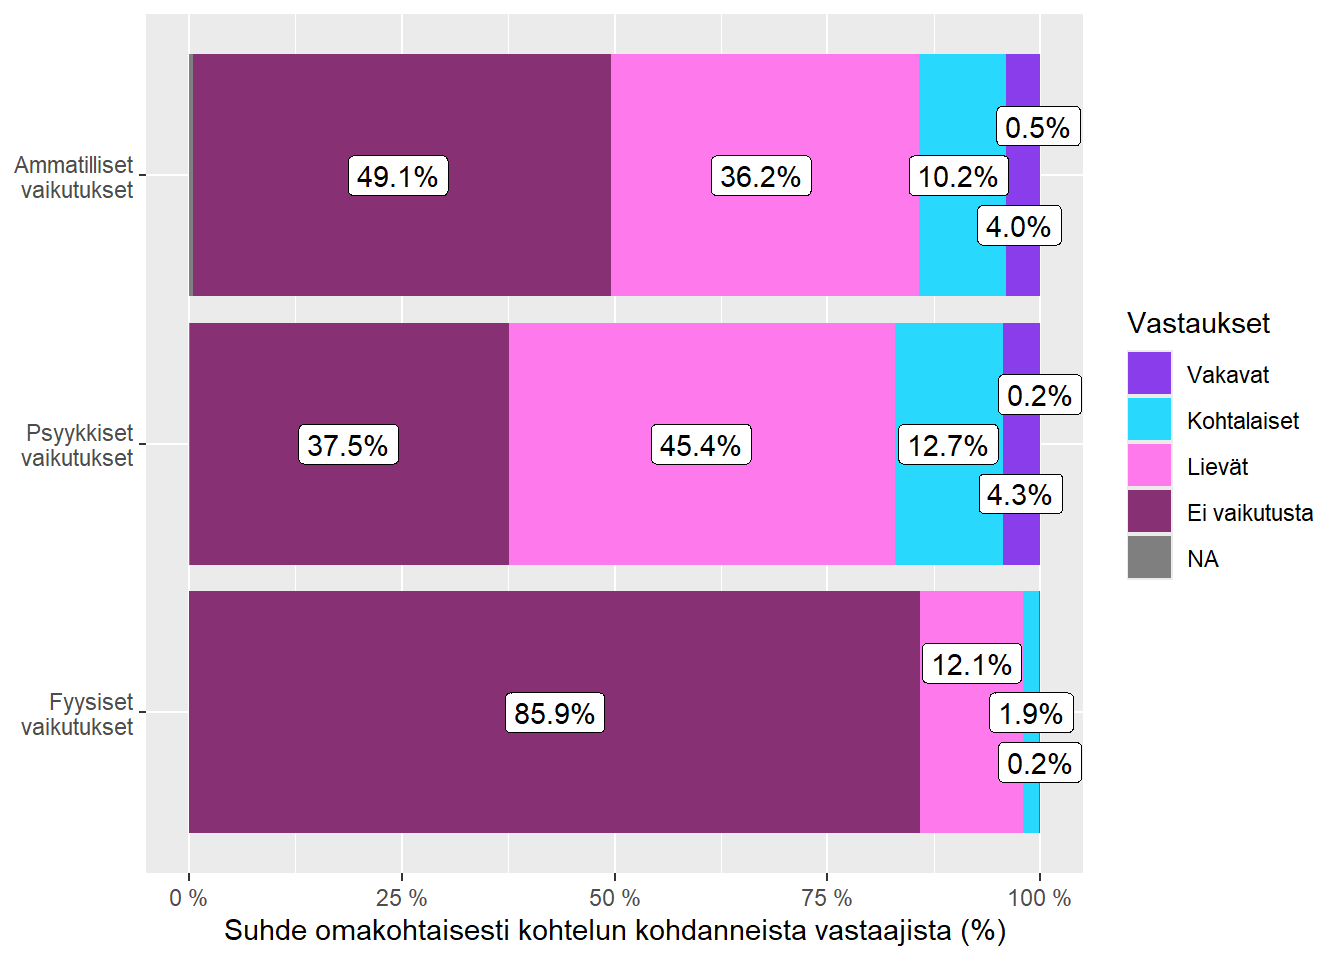 Ammatilliset
vaikutukset
49.1%
36.2%
10.2%
0.5%
4.0%
Psyykkiset
vaikutukset
37.5%
45.4%
12.7%
0.2%
4.3%
Fyysiset
vaikutukset
85.9%
12.1%
1.9%
0.2%
0 %
25 %
50 %
75 %
100 %
Suhde omakohtaisesti kohtelun kohdanneista vastaajista (%)
Vastaukset
Vakavat
Kohtalaiset
Lievät
Ei vaikutusta
NA